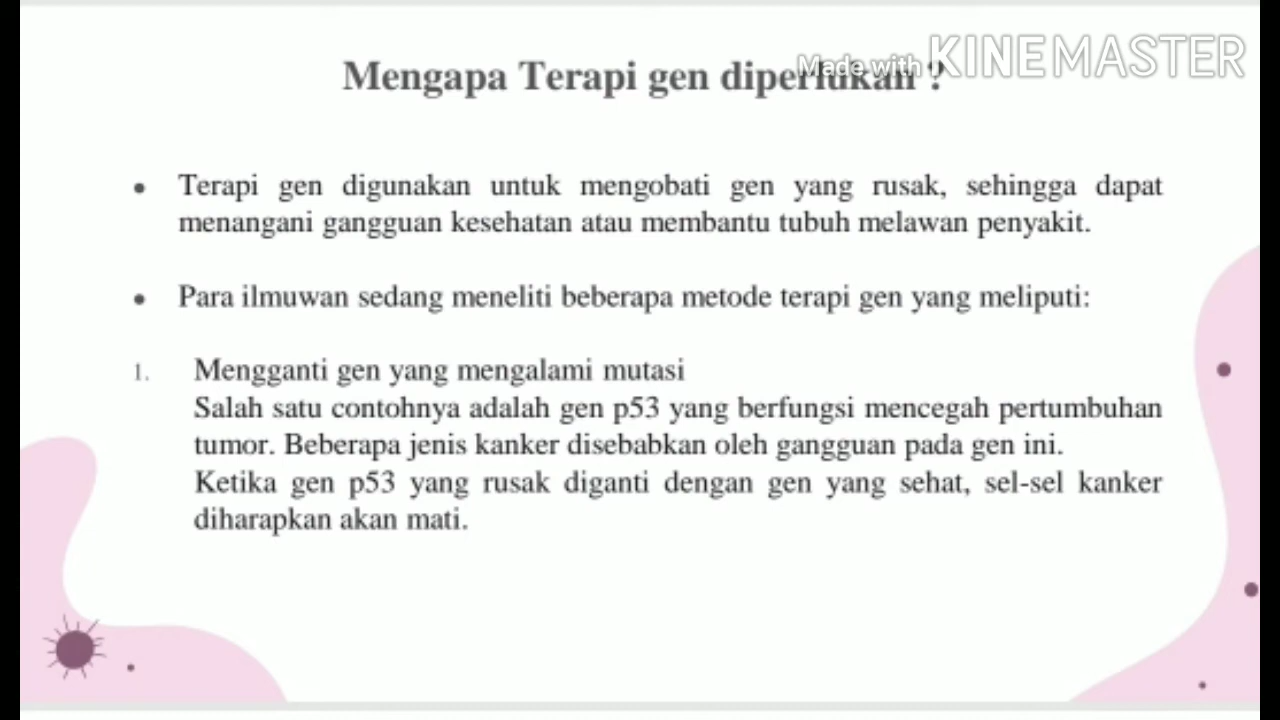 Made with KINEMASTER
Mengapa Terapi gen diperlukan ?
• Terapi gen digunakan untuk mengobati gen yang rusak, sehingga dapat
menangani gangguan kesehatan atau membantu tubuh melawan penyakit.
• Para ilmuwan sedang meneliti beberapa metode terapi gen yang meliputi:
1. Mengganti gen yang mengalami mutasi
Salah satu contohnya adalah gen p53 yang berfungsi mencegah pertumbuhan
tumor. Beberapa jenis kanker disebabkan oleh gangguan pada gen ini.
Ketika gen p53 yang rusak diganti dengan gen yang sehat, sel-sel kanker
diharapkan akan mati.